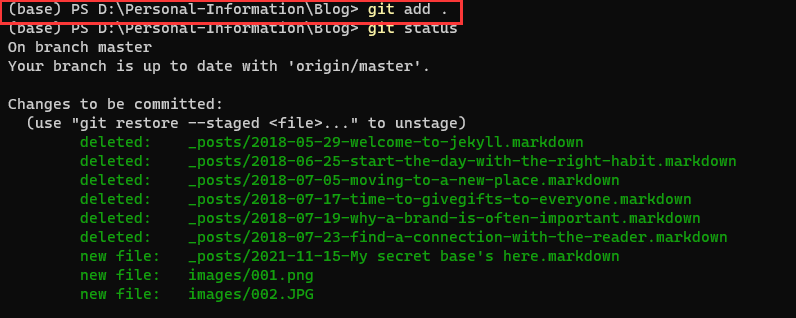 (base) PS D:\Personal-Information\Blog> git add .
(base) PS D:\Personal-Information\Blog> git status
On branch master
Your branch is up to date with 'origin/master'.
Changes to be committed:
  (use "git restore --staged <file>..." to unstage)
        deleted:    _posts/2018-05-29-welcome-to-jekyll.markdown
        deleted:    _posts/2018-06-25-start-the-day-with-the-right-habit.markdown
        deleted:    _posts/2018-07-05-moving-to-a-new-place.markdown
        deleted:    _posts/2018-07-17-time-to-givegifts-to-everyone.markdown
        deleted:    _posts/2018-07-19-why-a-brand-is-often-important.markdown
        deleted:    _posts/2018-07-23-find-a-connection-with-the-reader.markdown
        new file:   _posts/2021-11-15-My secret base's here.markdown
        new file:   images/001.png
        new file:   images/002.JPG